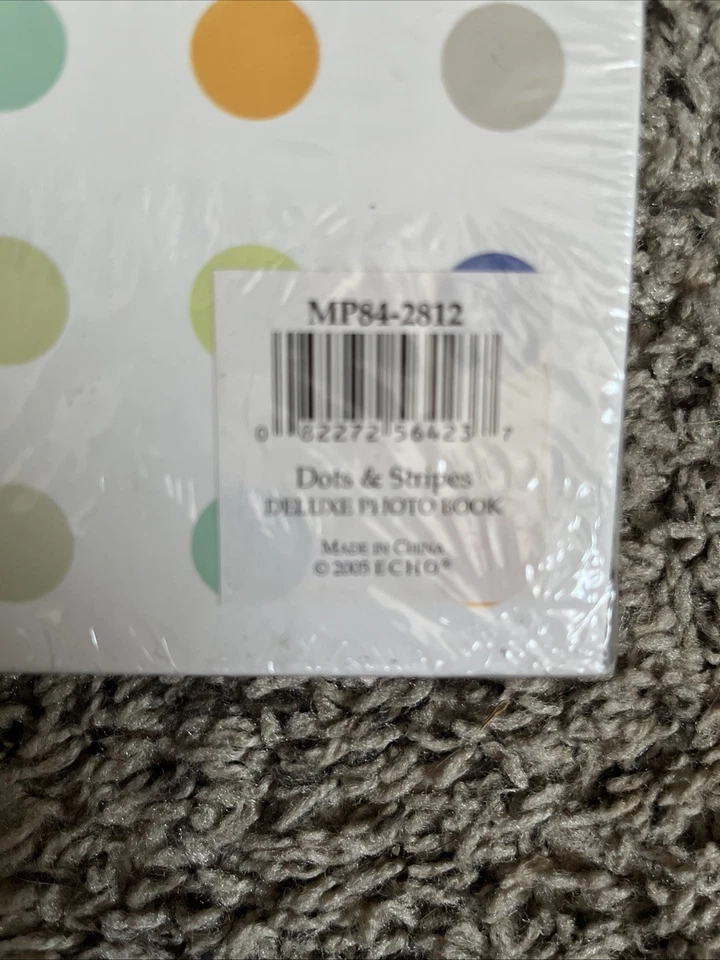 MP84-2812
0 82272 56423 7
Dots & Stripes
DELUXE PHOTO BOOK
MADE IN CHINA
© 2005 ECHO®